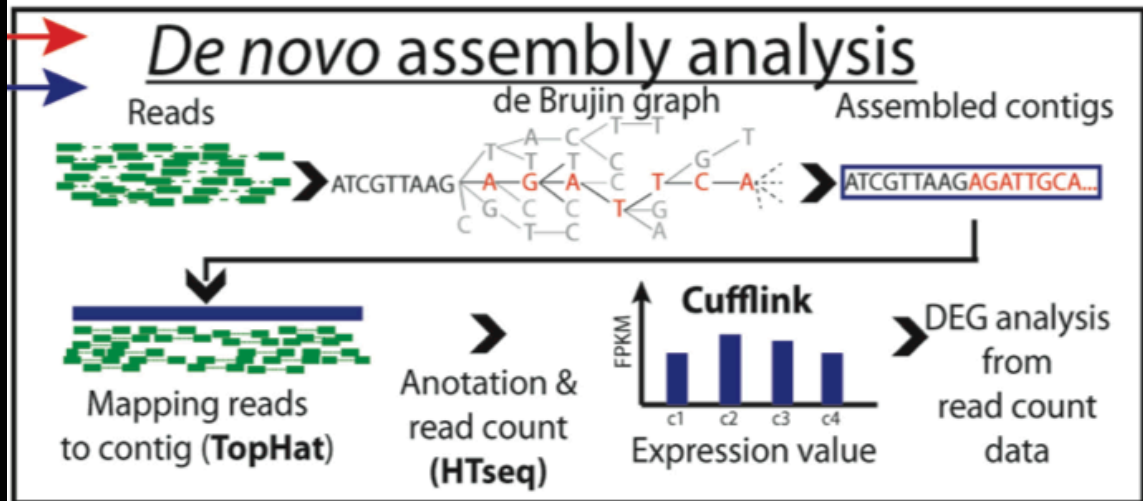 De novo assembly analysis
Reads
de Brujin graph
Assembled contigs
T T
A C
T T
T T C G
ATCGTTAAG A G A C T C A
G C C T G
C T C A
ATCGTTAAGAGATTGCA...
Mapping reads
to contig (TopHat)
Anotation &
read count
(HTseq)
Cufflink
FPKM
c1 c2 c3 c4
Expression value
DEG analysis
from
read count
data